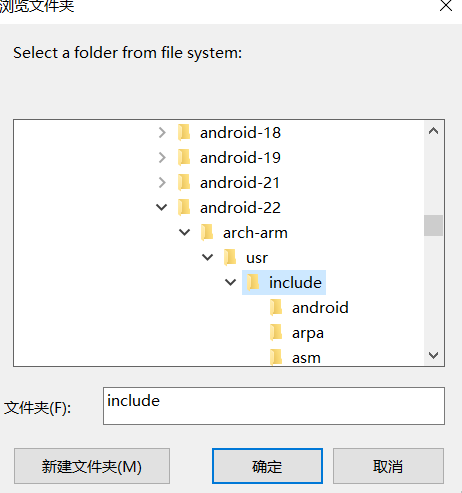 浏览文件夹
Select a folder from file system:
android-18
android-19
android-21
android-22
arch-arm
usr
include
android
arpa
asm
文件夹(F):
include
新建文件夹(M)
确定
取消